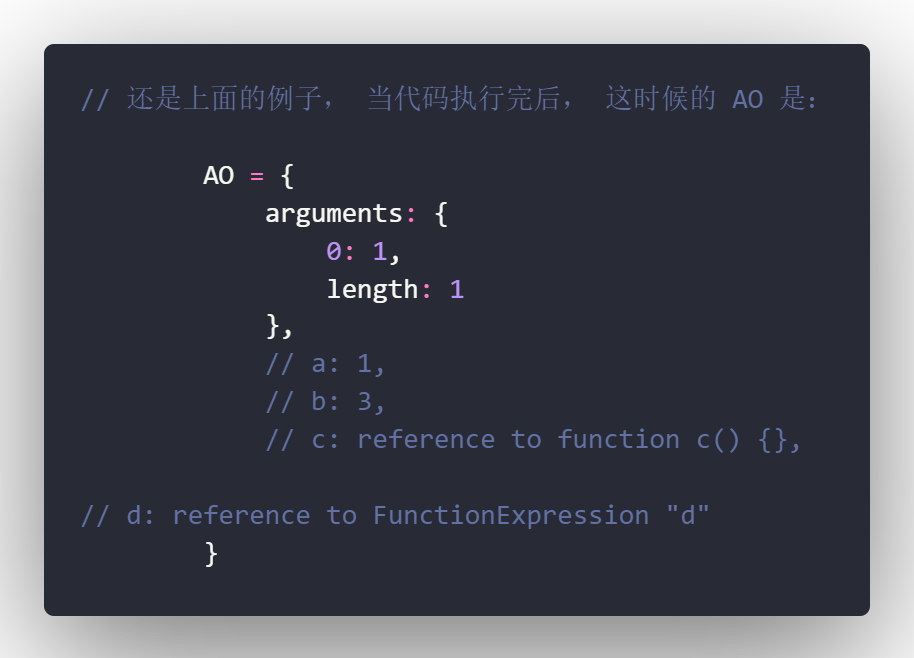 // 还是上面的例子， 当代码执行完后， 这时候的 AO 是：
AO = {
arguments: {
0: 1,
length: 1
},
// a: 1,
// b: 3,
// c: reference to function c() {},
// d: reference to FunctionExpression "d"
}